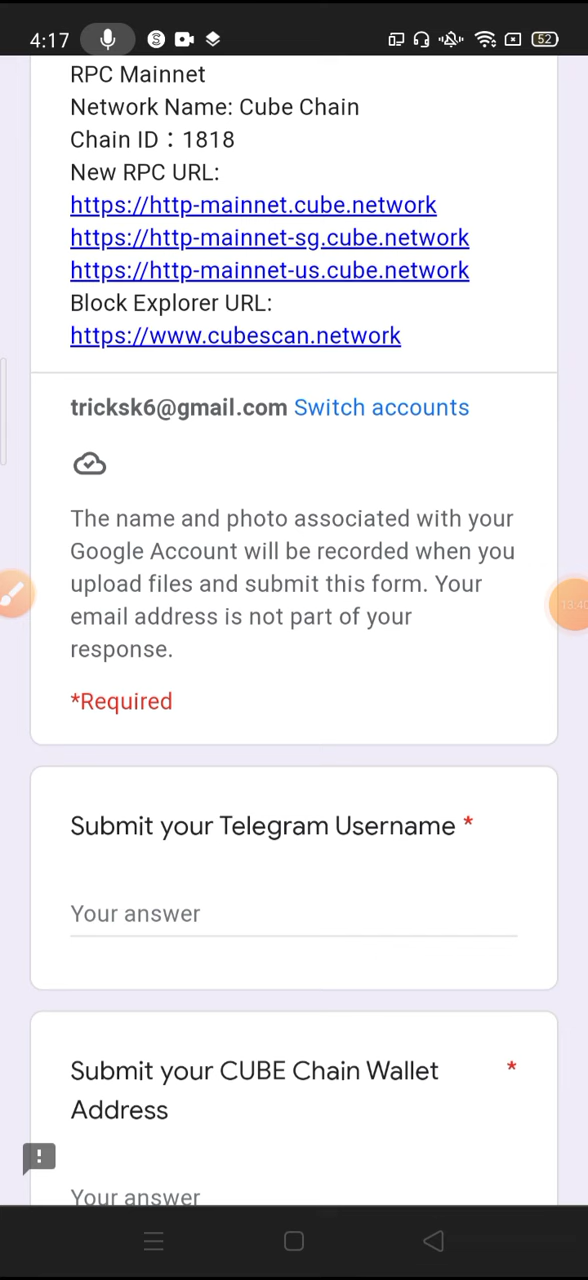 4:17
52
RPC Mainnet
Network Name: Cube Chain
Chain ID：1818
New RPC URL:
https://http-mainnet.cube.network
https://http-mainnet-sg.cube.network
https://http-mainnet-us.cube.network
Block Explorer URL:
https://www.cubescan.network
tricksk6@gmail.com Switch accounts
The name and photo associated with your
Google Account will be recorded when you
upload files and submit this form. Your
13:40
email address is not part of your
response.
*Required
Submit your Telegram Username *
Your answer
Submit your CUBE Chain Wallet *
Address
Your answer